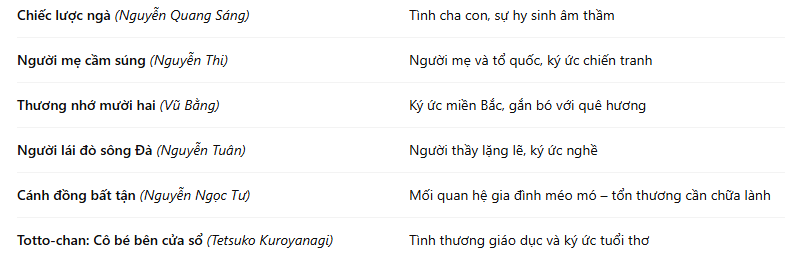 Chiếc lược ngà (Nguyễn Quang Sáng) Tình cha con, sự hy sinh âm thầm
Người mẹ cầm súng (Nguyễn Thi) Người mẹ và tổ quốc, ký ức chiến tranh
Thương nhớ mười hai (Vũ Bằng) Ký ức miền Bắc, gắn bó với quê hương
Người lái đò sông Đà (Nguyễn Tuân) Người thầy lặng lẽ, ký ức nghề
Cánh đồng bất tận (Nguyễn Ngọc Tư) Mối quan hệ gia đình méo mó – tổn thương cần chữa lành
Totto-chan: Cô bé bên cửa sổ (Tetsuko Kuroyanagi) Tình thương giáo dục và ký ức tuổi thơ